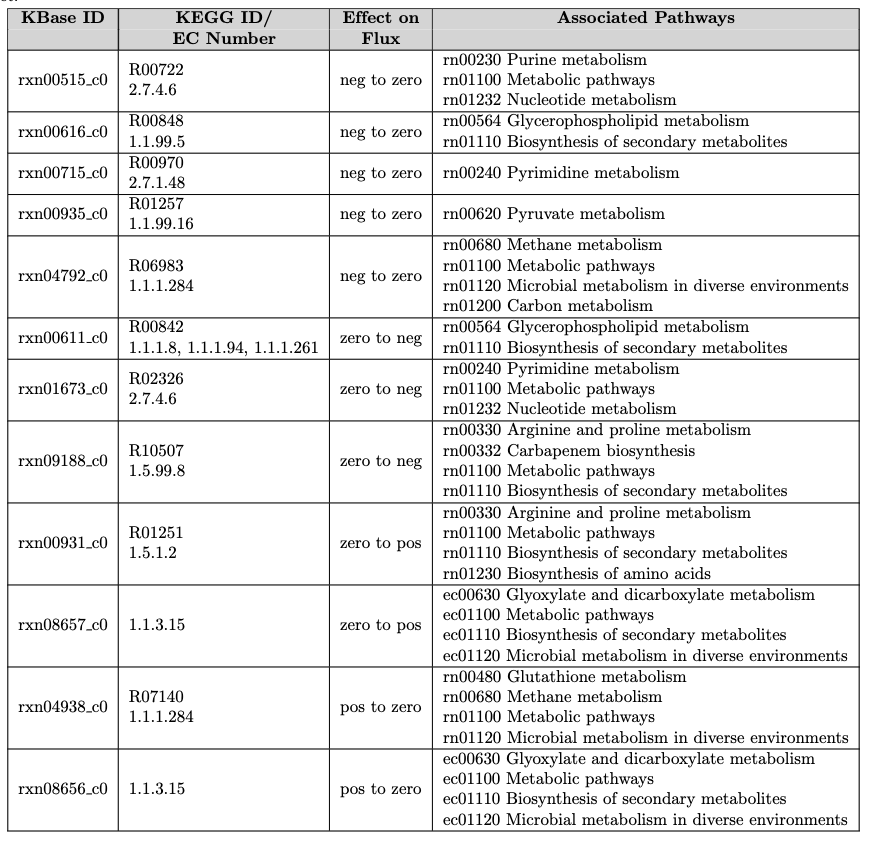 KBase ID KEGG ID/ Effect on Associated Pathways
EC Number Flux
rxn00515_c0 R00722 neg to zero rn00230 Purine metabolism
2.7.4.6 rn01100 Metabolic pathways
rn01232 Nucleotide metabolism
rxn00616_c0 R00848 neg to zero rn00564 Glycerophospholipid metabolism
1.1.99.5 rn01110 Biosynthesis of secondary metabolites
rxn00715_c0 R00970 neg to zero rn00240 Pyrimidine metabolism
2.7.1.48
rxn00935_c0 R01257 neg to zero rn00620 Pyruvate metabolism
1.1.99.16
rxn04792_c0 R06983 neg to zero rn00680 Methane metabolism
1.1.1.284 rn01100 Metabolic pathways
rn01120 Microbial metabolism in diverse environments
rn01200 Carbon metabolism
rxn00611_c0 R00842 zero to neg rn00564 Glycerophospholipid metabolism
1.1.1.8, 1.1.1.94, 1.1.1.261 rn01110 Biosynthesis of secondary metabolites
rxn01673_c0 R02326 zero to neg rn00240 Pyrimidine metabolism
2.7.4.6 rn01100 Metabolic pathways
rn01232 Nucleotide metabolism
rxn09188_c0 R10507 zero to neg rn00330 Arginine and proline metabolism
1.5.99.8 rn00332 Carbapenem biosynthesis
rn01100 Metabolic pathways
rn01110 Biosynthesis of secondary metabolites
rxn00931_c0 R01251 zero to pos rn00330 Arginine and proline metabolism
1.5.1.2 rn01100 Metabolic pathways
rn01110 Biosynthesis of secondary metabolites
rn01230 Biosynthesis of amino acids
rxn08657_c0 1.1.3.15 zero to pos ec00630 Glyoxylate and dicarboxylate metabolism
ec01100 Metabolic pathways
ec01110 Biosynthesis of secondary metabolites
ec01120 Microbial metabolism in diverse environments
rxn04938_c0 R07140 pos to zero rn00480 Glutathione metabolism
1.1.1.284 rn00680 Methane metabolism
rn01100 Metabolic pathways
rn01120 Microbial metabolism in diverse environments
rxn08656_c0 1.1.3.15 pos to zero ec00630 Glyoxylate and dicarboxylate metabolism
ec01100 Metabolic pathways
ec01110 Biosynthesis of secondary metabolites
ec01120 Microbial metabolism in diverse environments